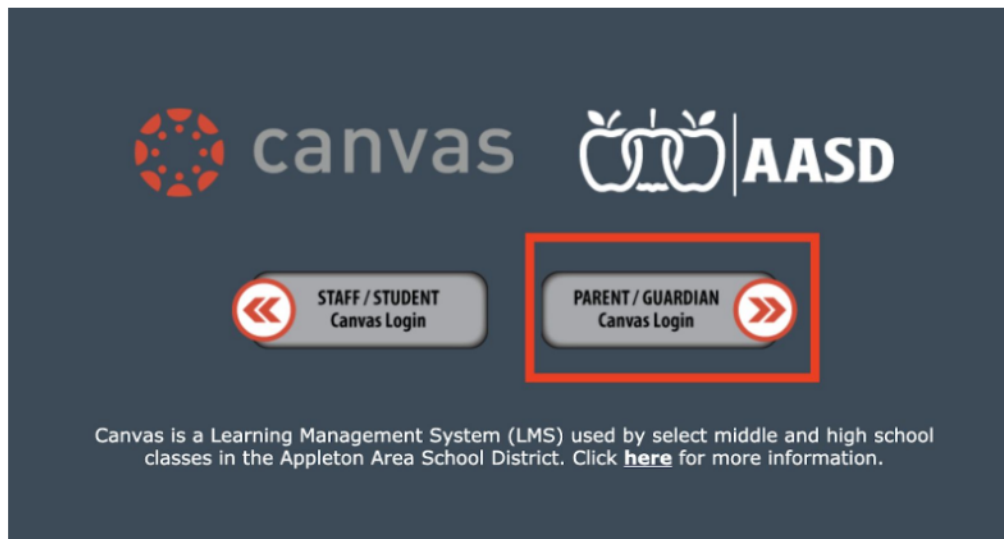 canvas
AASD
STAFF / STUDENT
Canvas Login
PARENT / GUARDIAN
Canvas Login
Canvas is a Learning Management System (LMS) used by select middle and high school
classes in the Appleton Area School District. Click here for more information.